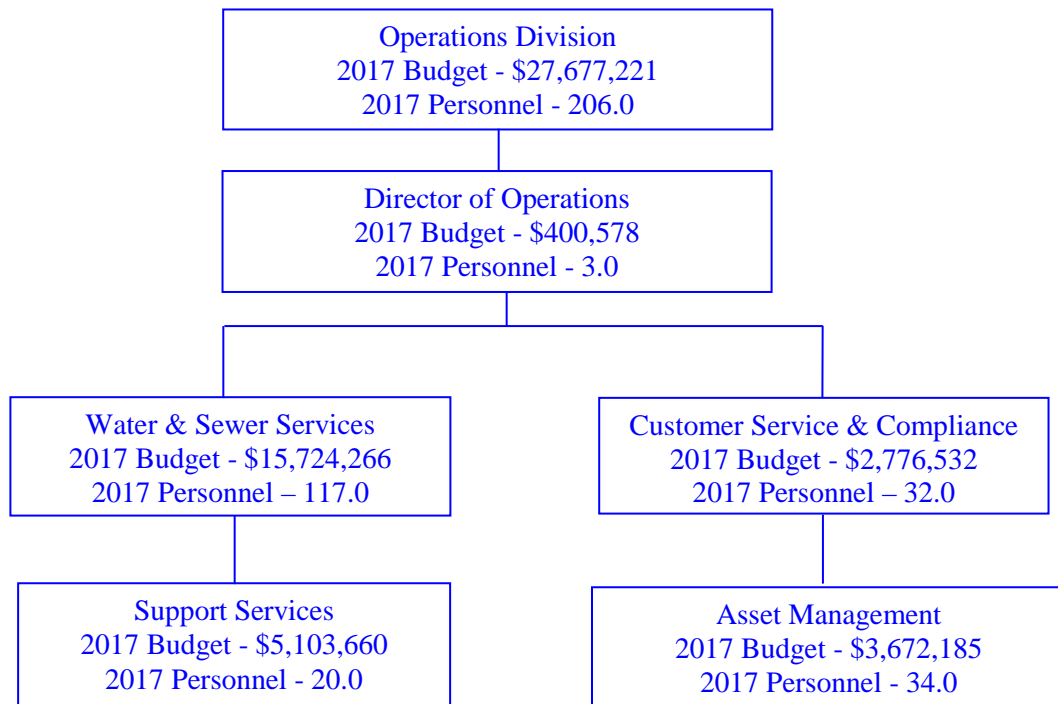 Operations Division
2017 Budget - $27,677,221
2017 Personnel - 206.0
Director of Operations
2017 Budget - $400,578
2017 Personnel - 3.0
Water & Sewer Services
2017 Budget - $15,724,266
2017 Personnel – 117.0
Customer Service & Compliance
2017 Budget - $2,776,532
2017 Personnel – 32.0
Support Services
2017 Budget - $5,103,660
2017 Personnel - 20.0
Asset Management
2017 Budget - $3,672,185
2017 Personnel - 34.0